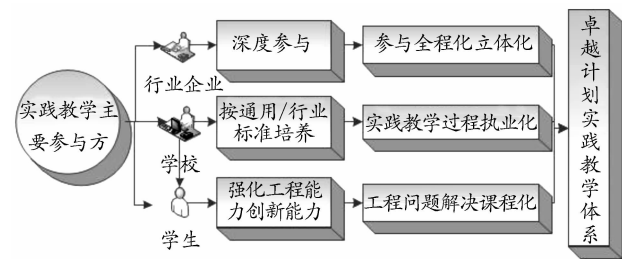 实践教学主
要参与方
行业企业
深度参与
参与全程化立体化
学校
按通用/行业
标准培养
实践教学过程执业化
学生
强化工程能
力创新能力
工程问题解决课程化
卓越计划实践教学体系